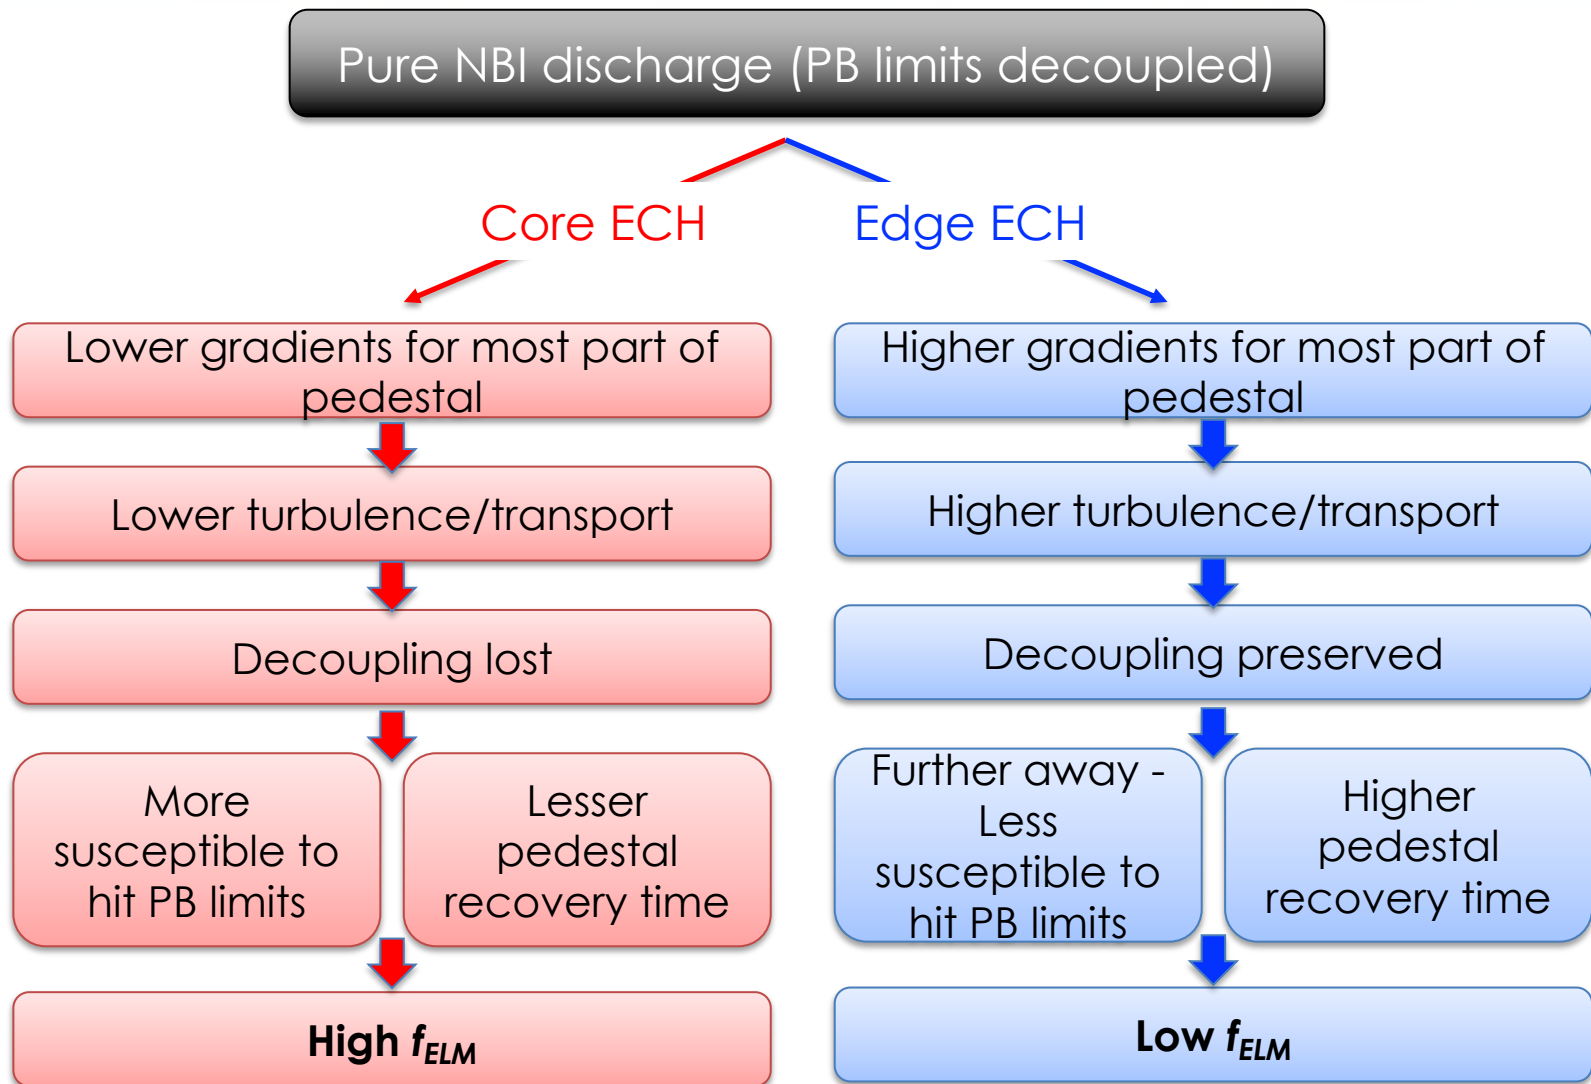 Pure NBI discharge (PB limits decoupled)
Core ECH
Edge ECH
Lower gradients for most part of
pedestal
Lower turbulence/transport
Decoupling lost
More
susceptible to
hit PB limits
Lesser
pedestal
recovery time
High fELM
Higher gradients for most part of
pedestal
Higher turbulence/transport
Decoupling preserved
Further away -
Less
susceptible to
hit PB limits
Higher
pedestal
recovery time
Low fELM